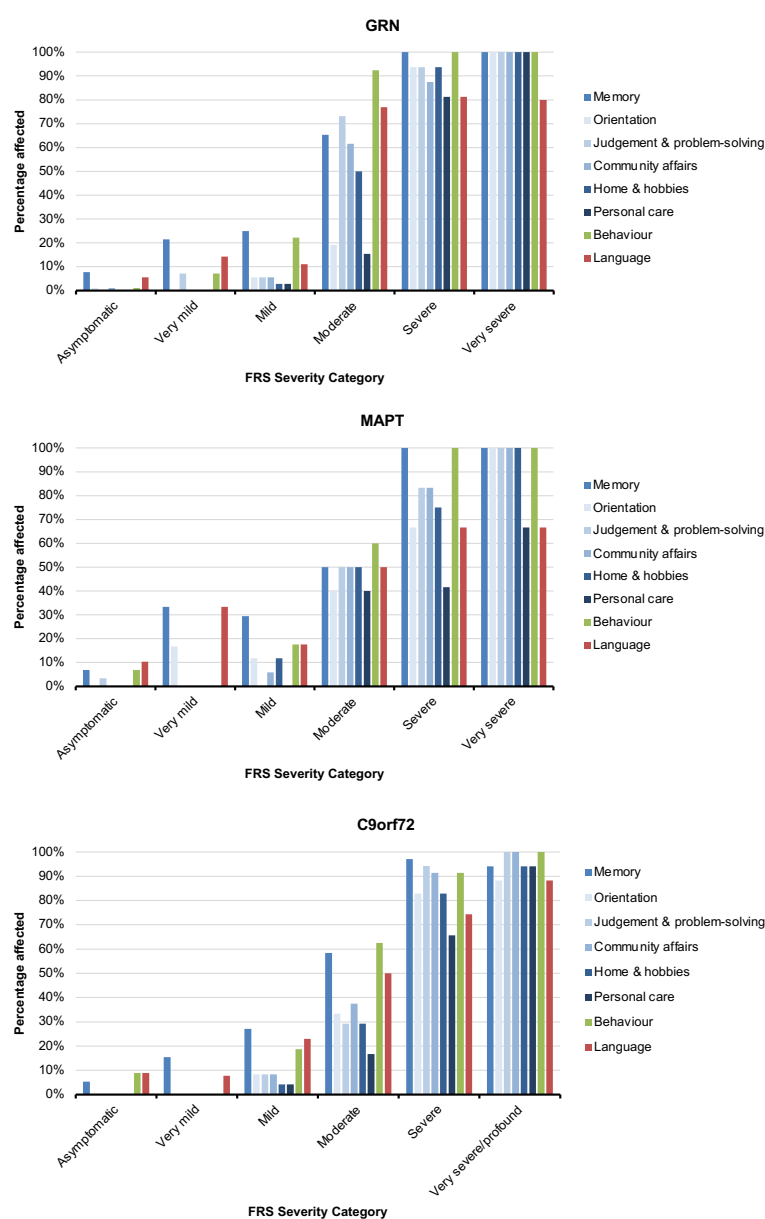 GRN
100%
90%
80%
70%
60%
50%
40%
30%
20%
10%
0%
Percentage affected
Asymptomatic
Very mild
Mild
Moderate
Severe
Very severe
FRS Severity Category
Memory
Orientation
Judgement & problem-solving
Community affairs
Home & hobbies
Personal care
Behaviour
Language
MAPT
100%
90%
80%
70%
60%
50%
40%
30%
20%
10%
0%
Percentage affected
Asymptomatic
Very mild
Mild
Moderate
Severe
Very severe
FRS Severity Category
Memory
Orientation
Judgement & problem-solving
Community affairs
Home & hobbies
Personal care
Behaviour
Language
C9orf72
100%
90%
80%
70%
60%
50%
40%
30%
20%
10%
0%
Percentage affected
Asymptomatic
Very mild
Mild
Moderate
Severe
Very severe/profound
FRS Severity Category
Memory
Orientation
Judgement & problem-solving
Community affairs
Home & hobbies
Personal care
Behaviour
Language